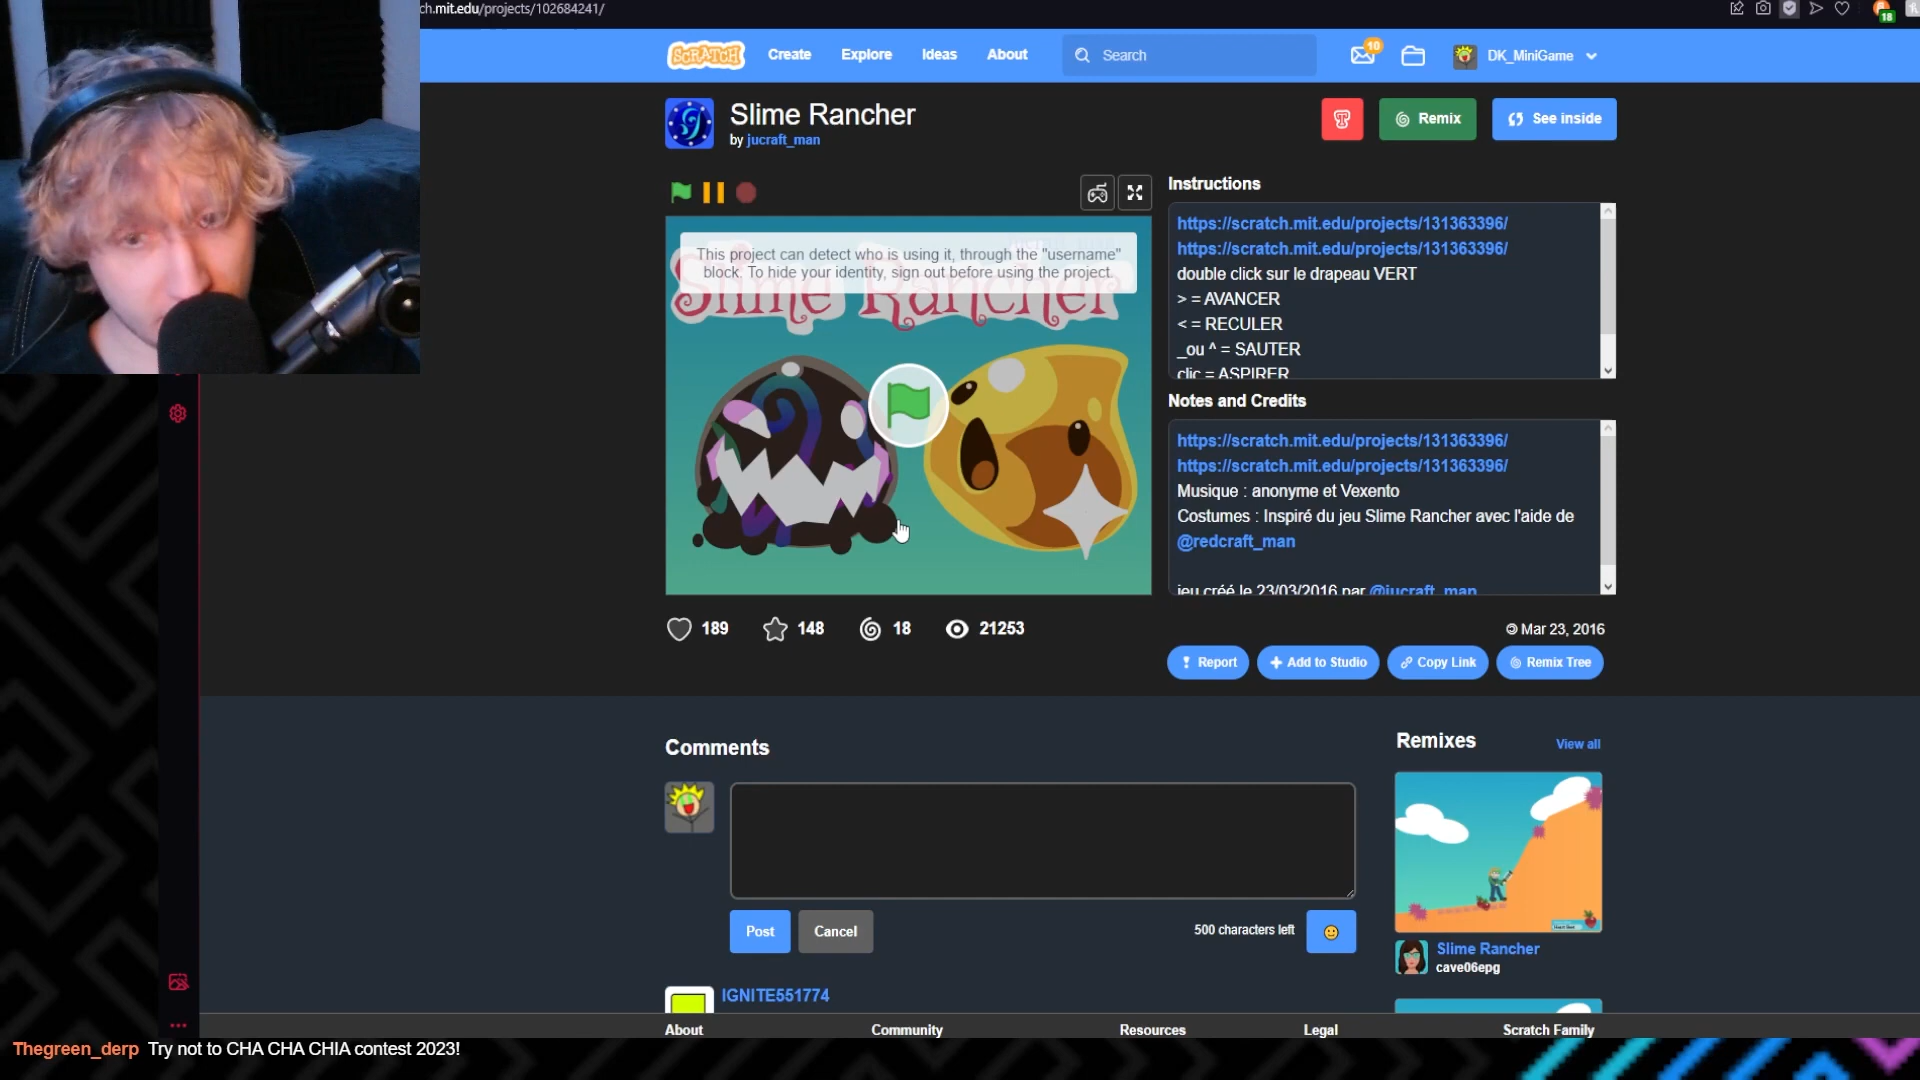 ch.mit.edu/projects/102684241/
18
SCRATCH
Create
Explore
Ideas
About
Search
10
DK_MiniGame
Slime Rancher
by jucraft_man
Remix
See inside
This project can detect who is using it, through the "username"
block. To hide your identity, sign out before using the project.
Slime Rancher
Instructions
https://scratch.mit.edu/projects/131363396/
https://scratch.mit.edu/projects/131363396/
double click sur le drapeau VERT
> = AVANCER
< = RECULER
_ou ^ = SAUTER
clic = ASPIRER
Notes and Credits
https://scratch.mit.edu/projects/131363396/
https://scratch.mit.edu/projects/131363396/
Musique : anonyme et Vexento
Costumes : Inspiré du jeu Slime Rancher avec l'aide de
@redcraft_man
jeu créé le 23/03/2016 par @jucraft_man
189
148
18
21253
Mar 23, 2016
Report
Add to Studio
Copy Link
Remix Tree
Comments
Post
Cancel
500 characters left
IGNITE551774
Remixes
View all
Slime Rancher
cave06epg
About
Community
Resources
Legal
Scratch Family
Thegreen_derp Try not to CHA CHA CHIA contest 2023!